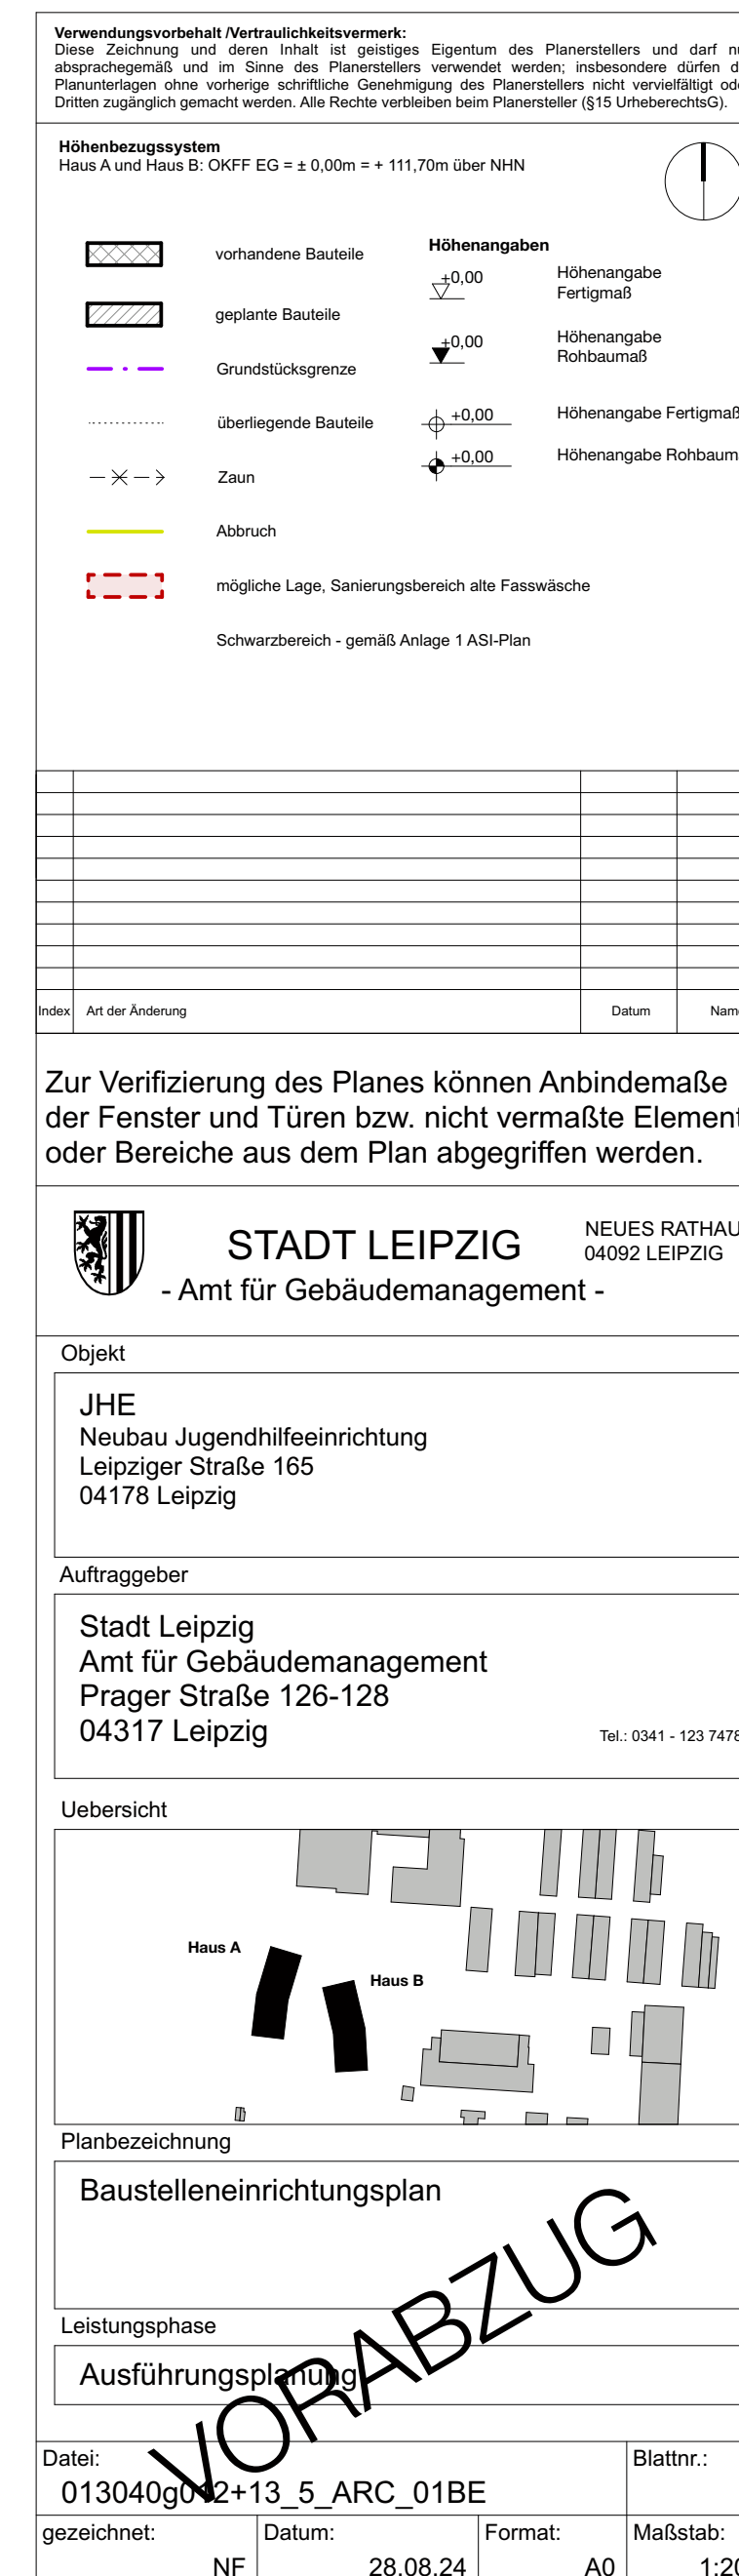 Verwendungsvorbehalt /Vertraulichkeitsvermerk:
Diese Zeichnung und deren Inhalt ist geistiges Eigentum des Planerstellers und darf
absprachegemäß und im Sinne des Planerstellers verwendet werden; insbesondere dürfen
Planunterlagen ohne vorherige schriftliche Genehmigung des Planerstellers nicht vervielfältigt
Dritten zugänglich gemacht werden. Alle Rechte verbleiben beim Planersteller (§15 UrheberechtsG).
Höhenbezugssystem
Haus A und Haus B: OKFF EG = ± 0,00m = + 111,70m über NHN
Höhenangaben
vorhandene Bauteile
+0,00 Höhenangabe
Fertigmaß
geplante Bauteile
+0,00 Höhenangabe
Rohbaumaß
Grundstücksgrenze
überliegende Bauteile
+0,00 Höhenangabe Fertigmaß
+0,00 Höhenangabe
Zaun
Abbruch
mögliche Lage, Sanierungsbereich alte Fasswäsche
Schwarzbereich - gemäß Anlage 1 ASI-Plan
Index Art der Änderung Datum
Zur Verifizierung des Planes können Anbindemaße
der Fenster und Türen bzw. nicht vermaßte
oder Bereiche aus dem Plan abgegriffen werden.
STADT LEIPZIG
- Amt für Gebäudemanagement -
NEUES
04092 LEIPZIG
Objekt
JHE
Neubau Jugendhilfeeinrichtung
Leipziger Straße 165
04178 Leipzig
Auftraggeber
Stadt Leipzig
Amt für Gebäudemanagement
Prager Straße 126-128
04317 Leipzig
Tel.: 0341 - 123 7478
Uebersicht
Haus A
Haus B
Planbezeichnung
Baustelleneinrichtungsplan
VORABZUG
Leistungsphase
Ausführungsplanung
Datei:
013040g012+13_5_ARC_01BE
Blattnr.:
gezeichnet:
NF
Datum:
28.08.24
Format:
A0
Maßstab: